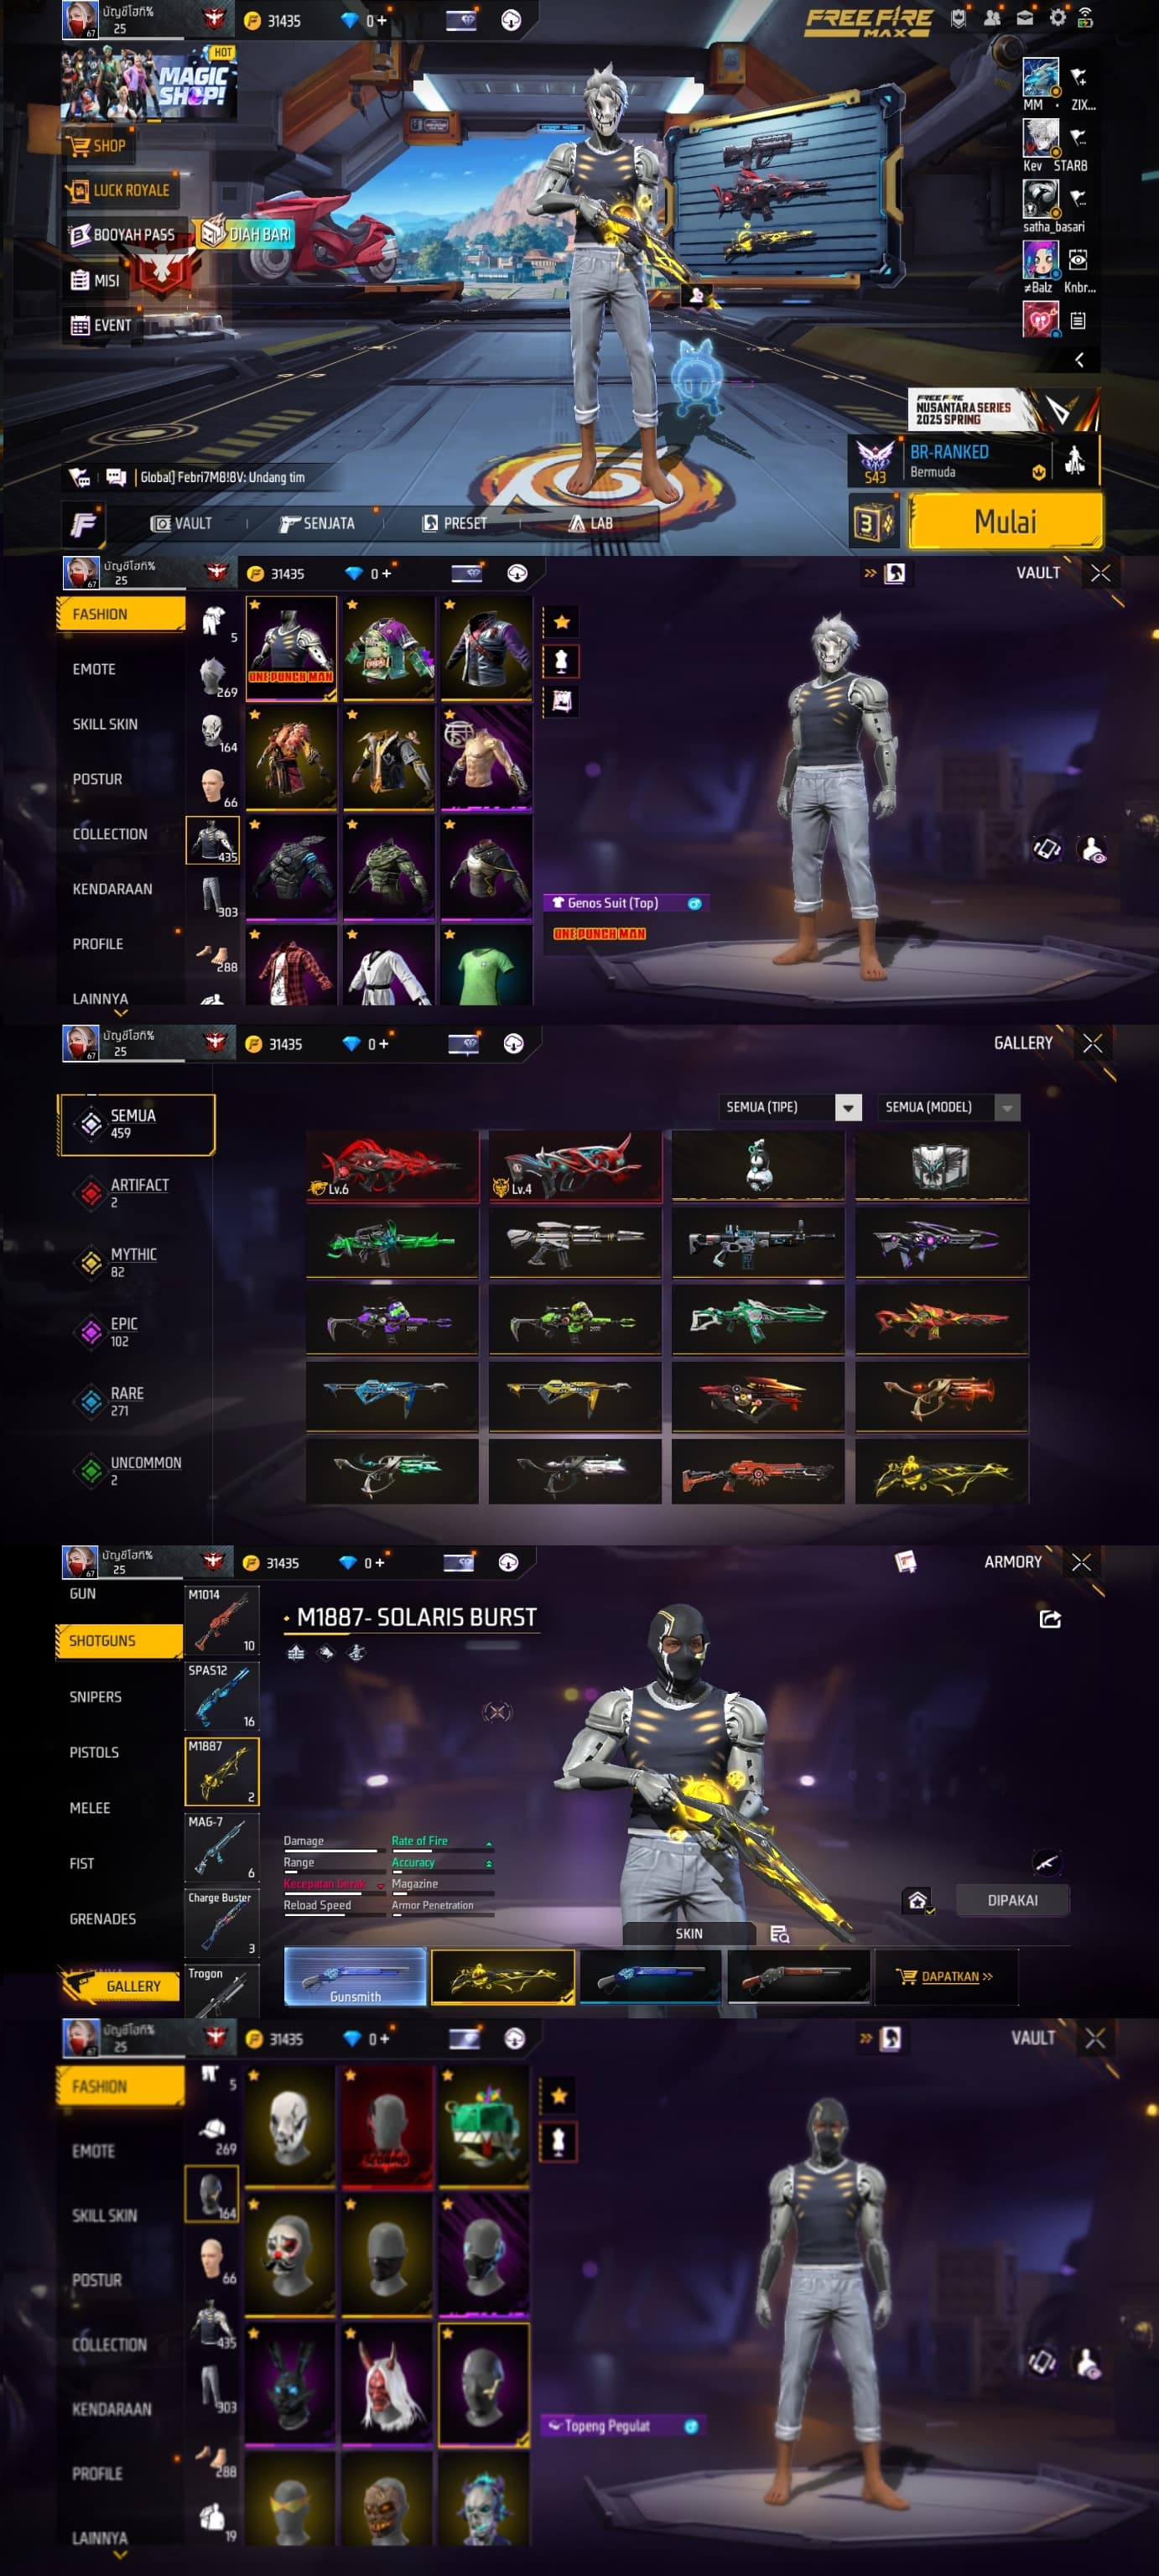 บัญชีโฮกิ%
67
25
31435
0 +
FREE FIRE
MAX
HOT
MAGIC
SHOP!
SHOP
LUCK ROYALE
BOOYAH PASS
DIAH BARI
MISI
EVENT
MM
ZIX...
Kev STARB
satha_basari
≠Balz Knbr...
FREE FIRE
NUSANTARA SERIES
2025 SPRING
S43
BR-RANKED
Bermuda
Global] Febri7M8!8V: Undang tim
VAULT
SENJATA
PRESET
LAB
3
Mulai
บัญชีโฮกิ%
67
25
31435
0 +
VAULT
FASHION
EMOTE
SKILL SKIN
POSTUR
COLLECTION
KENDARAAN
PROFILE
LAINNYA
5
269
164
66
435
303
288
ONE PUNCH MAN
Genos Suit (Top)
ONE PUNCH MAN
บัญชีโฮกิ%
67
25
31435
0 +
GALLERY
SEMUA (TIPE)
SEMUA (MODEL)
SEMUA
459
ARTIFACT
2
MYTHIC
82
EPIC
102
RARE
271
UNCOMMON
2
Lv.6
Lv.4
บัญชีโฮกิ%
67
25
31435
0 +
ARMORY
GUN
SHOTGUNS
SNIPERS
PISTOLS
MELEE
FIST
GRENADES
GALLERY
M1014
10
SPAS12
16
M1887
2
MAG-7
6
Charge Buster
3
Trogon
M1887- SOLARIS BURST
Damage
Rate of Fire
Range
Accuracy
Kecepatan Gerak
Magazine
Reload Speed
Armor Penetration
DIPAKAI
SKIN
Gunsmith
DAPATKAN >>
บัญชีโฮกิ%
67
25
31435
0 +
VAULT
FASHION
EMOTE
SKILL SKIN
POSTUR
COLLECTION
KENDARAAN
PROFILE
LAINNYA
5
269
164
66
435
303
288
19
Topeng Pegulat